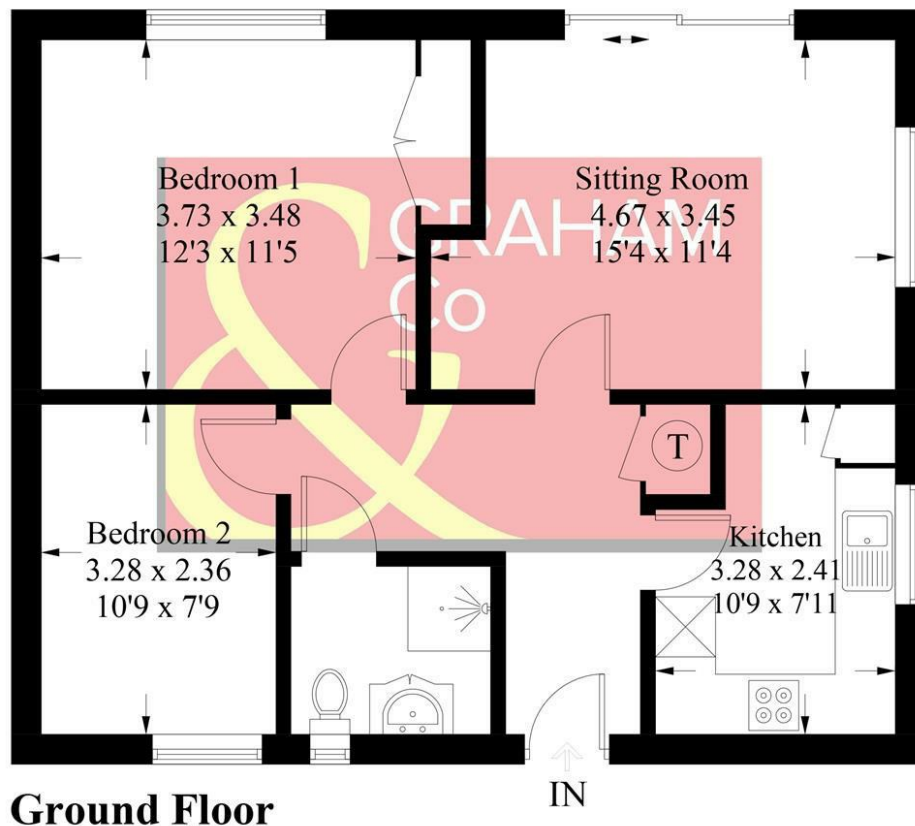 Bedroom 1
3.73 x 3.48
12'3 x 11'5
Sitting Room
4.67 x 3.45
15'4 x 11'4
&
GRAHAM
Co
T
Bedroom 2
3.28 x 2.36
10'9 x 7'9
Kitchen
3.28 x 2.41
10'9 x 7'11
IN
Ground Floor